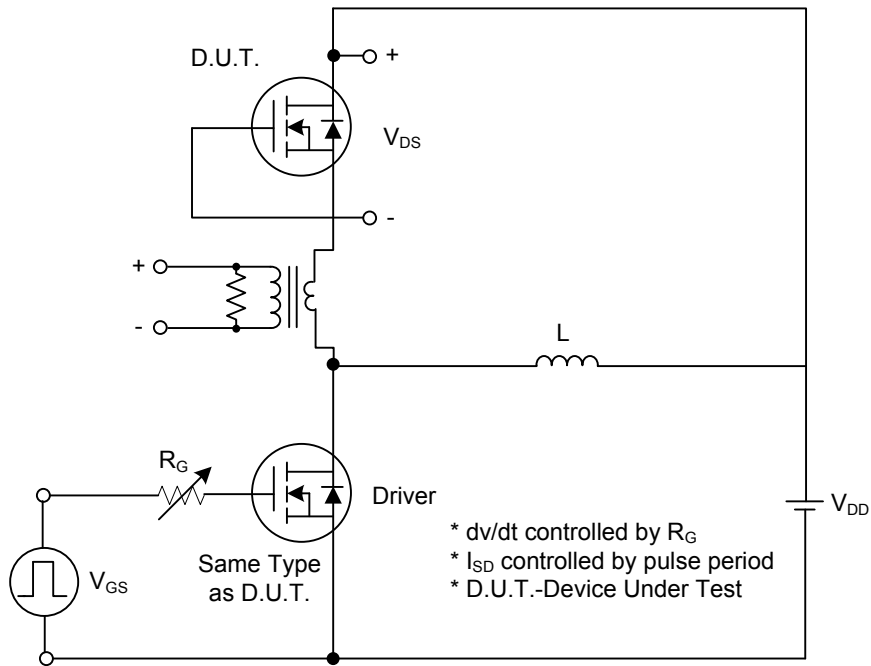 D.U.T.
+
V_DS
-
+
-
L
R_G
Driver
V_DD
V_GS
Same Type
as D.U.T.
* dv/dt controlled by R_G
* I_SD controlled by pulse period
* D.U.T.-Device Under Test